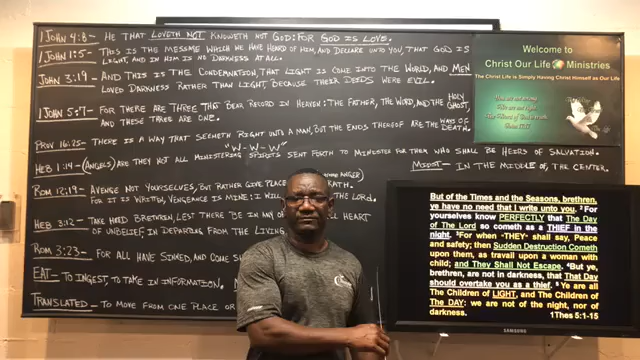 1 JOHN 4:8 - HE THAT LOVETH NOT KNOWETH NOT GOD: FOR GOD IS LOVE.
1 JOHN 1:5 - THIS IS THE MESSAGE WHICH WE HAVE HEARD OF HIM, AND DECLARE UNTO YOU, THAT GOD IS
LIGHT, AND IN HIM IS NO DARKNESS AT ALL.
JOHN 3:19 - AND THIS IS THE CONDEMNATION, THAT LIGHT IS COME INTO THE WORLD, AND MEN
LOVED DARKNESS RATHER THAN LIGHT, BECAUSE THEIR DEEDS WERE EVIL.
1 JOHN 5:7 - FOR THERE ARE THREE THAT BEAR RECORD IN HEAVEN: THE FATHER, THE WORD, AND THE HOLY GHOST,
AND THESE THREE ARE ONE.
PROV 16:25 - THERE IS A WAY THAT SEEMETH RIGHT UNTO A MAN, BUT THE ENDS THEREOF ARE THE WAYS OF DEATH.
"W-W-W"
HEB 1:14 - (ANGELS) ARE THEY NOT ALL MINISTERING SPIRITS SENT FORTH TO MINISTER FOR THEM WHO SHALL BE HEIRS OF SALVATION.
MIDST - IN THE MIDDLE OF, THE CENTER.
ANGER)
ROM 12:19 - AVENGE NOT YOURSELVES, BUT RATHER GIVE PLACE RATH.
FOR IT IS WRITTEN, VENGEANCE IS MINE; I WILL THE LORD.
HEB 3:12 - TAKE HEED BRETHREN, LEST THERE BE IN ANY OF HEART
OF UNBELIEF, IN DEPARTING FROM THE LIVING
ROM 3:23 - FOR ALL HAVE SINNED, AND COME
EAT - TO INGEST, TO TAKE IN INFORMATION.
TRANSLATED - TO MOVE FROM ONE PLACE OR
Welcome to
Christ Our Life Ministries
The Christ Life is Simply Having Christ Himself as Our Life
But of the Times and the Seasons, brethren,
ye have no need that I write unto you. ² For
yourselves know PERFECTLY that The Day
of The Lord so cometh as a THIEF in the
night. ³ For when "THEY" shall say, Peace
and safety; then Sudden Destruction Cometh
upon them, as travail upon a woman with
child; and They Shall Not Escape. ⁴ But ye,
brethren, are not in darkness, that That Day
should overtake you as a thief. ⁵ Ye are all
The Children of LIGHT, and The Children of
The DAY: we are not of the night, nor of
darkness. 1Thes 5:1-15
SAMSUNG